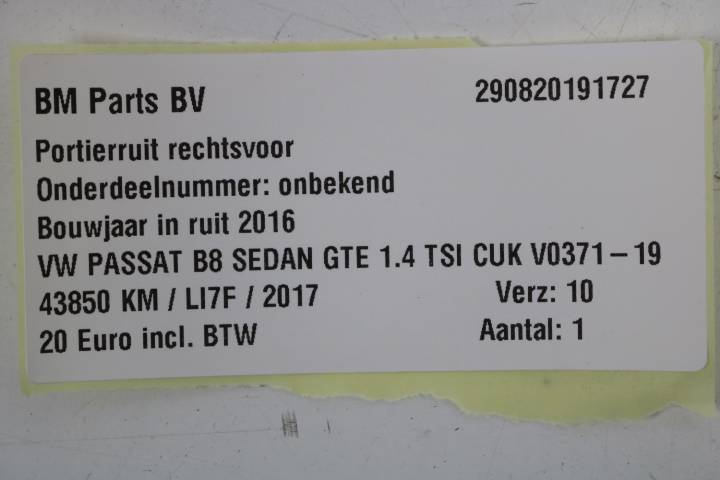 BM Parts BV 290820191727
Portierruit rechtsvoor
Onderdeelnummer: onbekend
Bouwjaar in ruit 2016
VW PASSAT B8 SEDAN GTE 1.4 TSI CUK V0371-19
43850 KM / LI7F / 2017 Verz: 10
20 Euro incl. BTW Aantal: 1